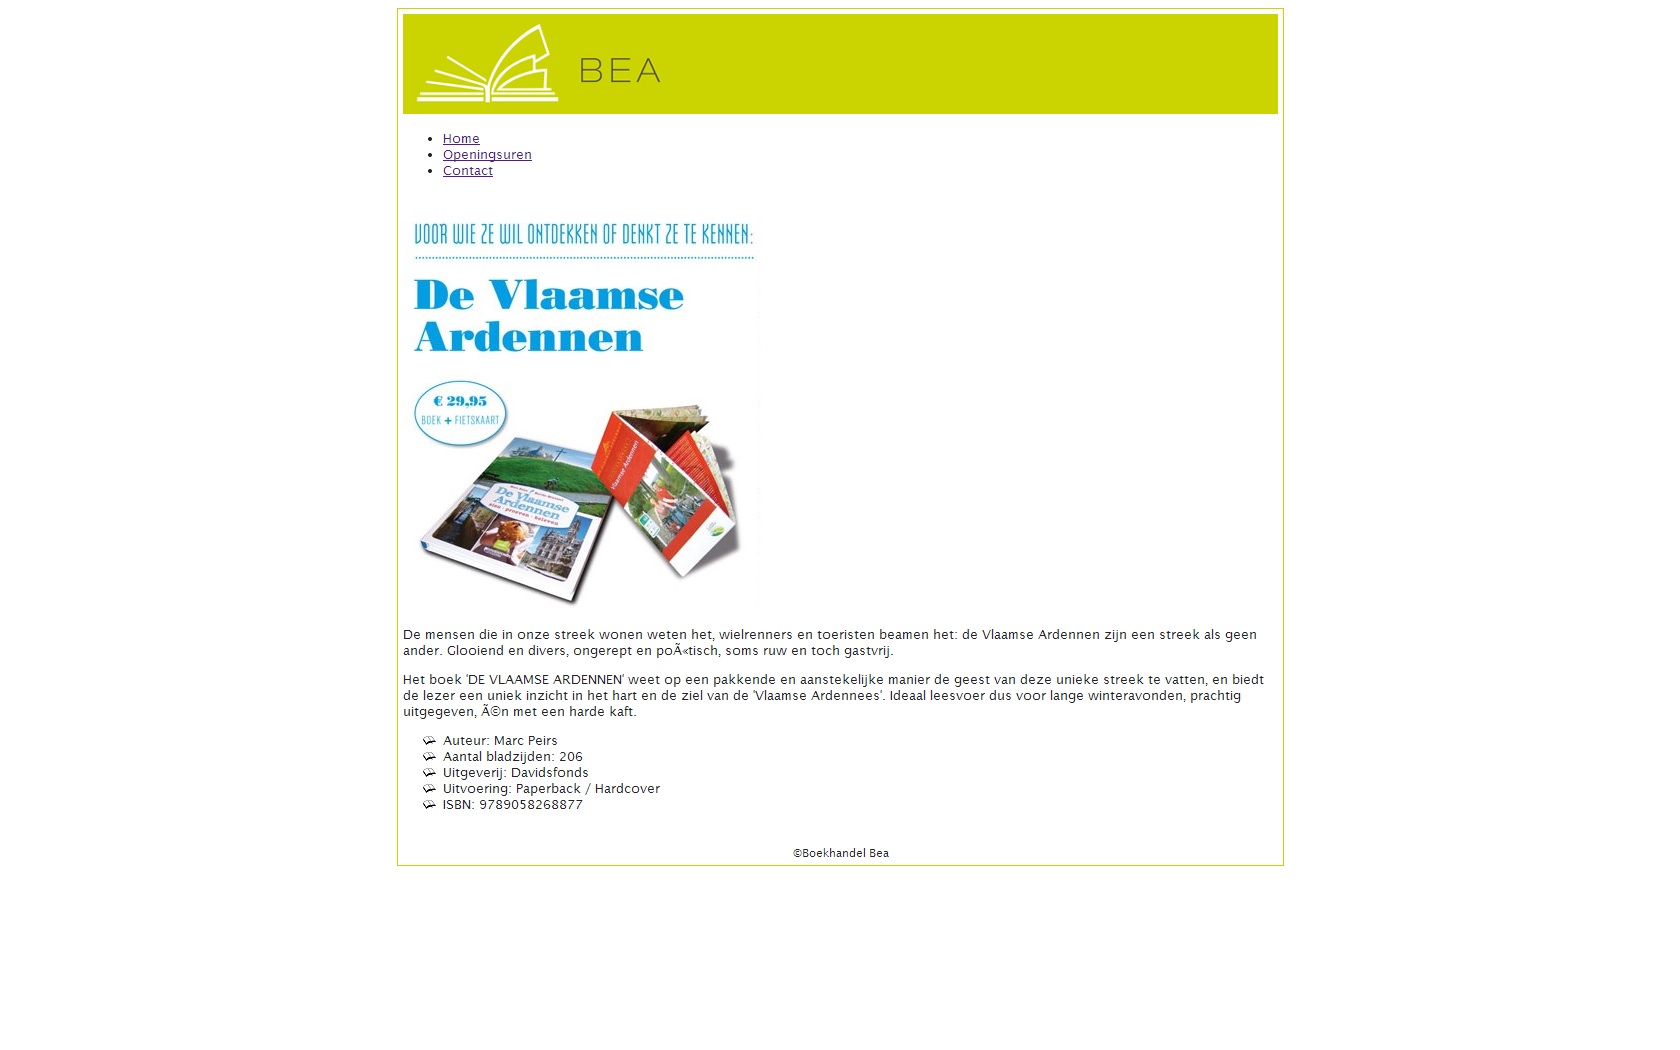 BEA
Home
Openingsuren
Contact
VOOR WIE ZE WIL ONTDEKKEN OF DENKT ZE TE KENNEN:
De Vlaamse
Ardennen
€ 29,95
BOEK + FIETSKAART
De Vlaamse
Ardennen
zien - proeven - beleven
Vlaamse Ardennen
De mensen die in onze streek wonen weten het, wielrenners en toeristen beamen het: de Vlaamse Ardennen zijn een streek als geen
ander. Glooiend en divers, ongerept en poÃ«tisch, soms ruw en toch gastvrij.
Het boek 'DE VLAAMSE ARDENNEN' weet op een pakkende en aanstekelijke manier de geest van deze unieke streek te vatten, en biedt
de lezer een uniek inzicht in het hart en de ziel van de 'Vlaamse Ardennees'. Ideaal leesvoer dus voor lange winteravonden, prachtig
uitgegeven, Ã©n met een harde kaft.
Auteur: Marc Peirs
Aantal bladzijden: 206
Uitgeverij: Davidsfonds
Uitvoering: Paperback / Hardcover
ISBN: 9789058268877
©Boekhandel Bea